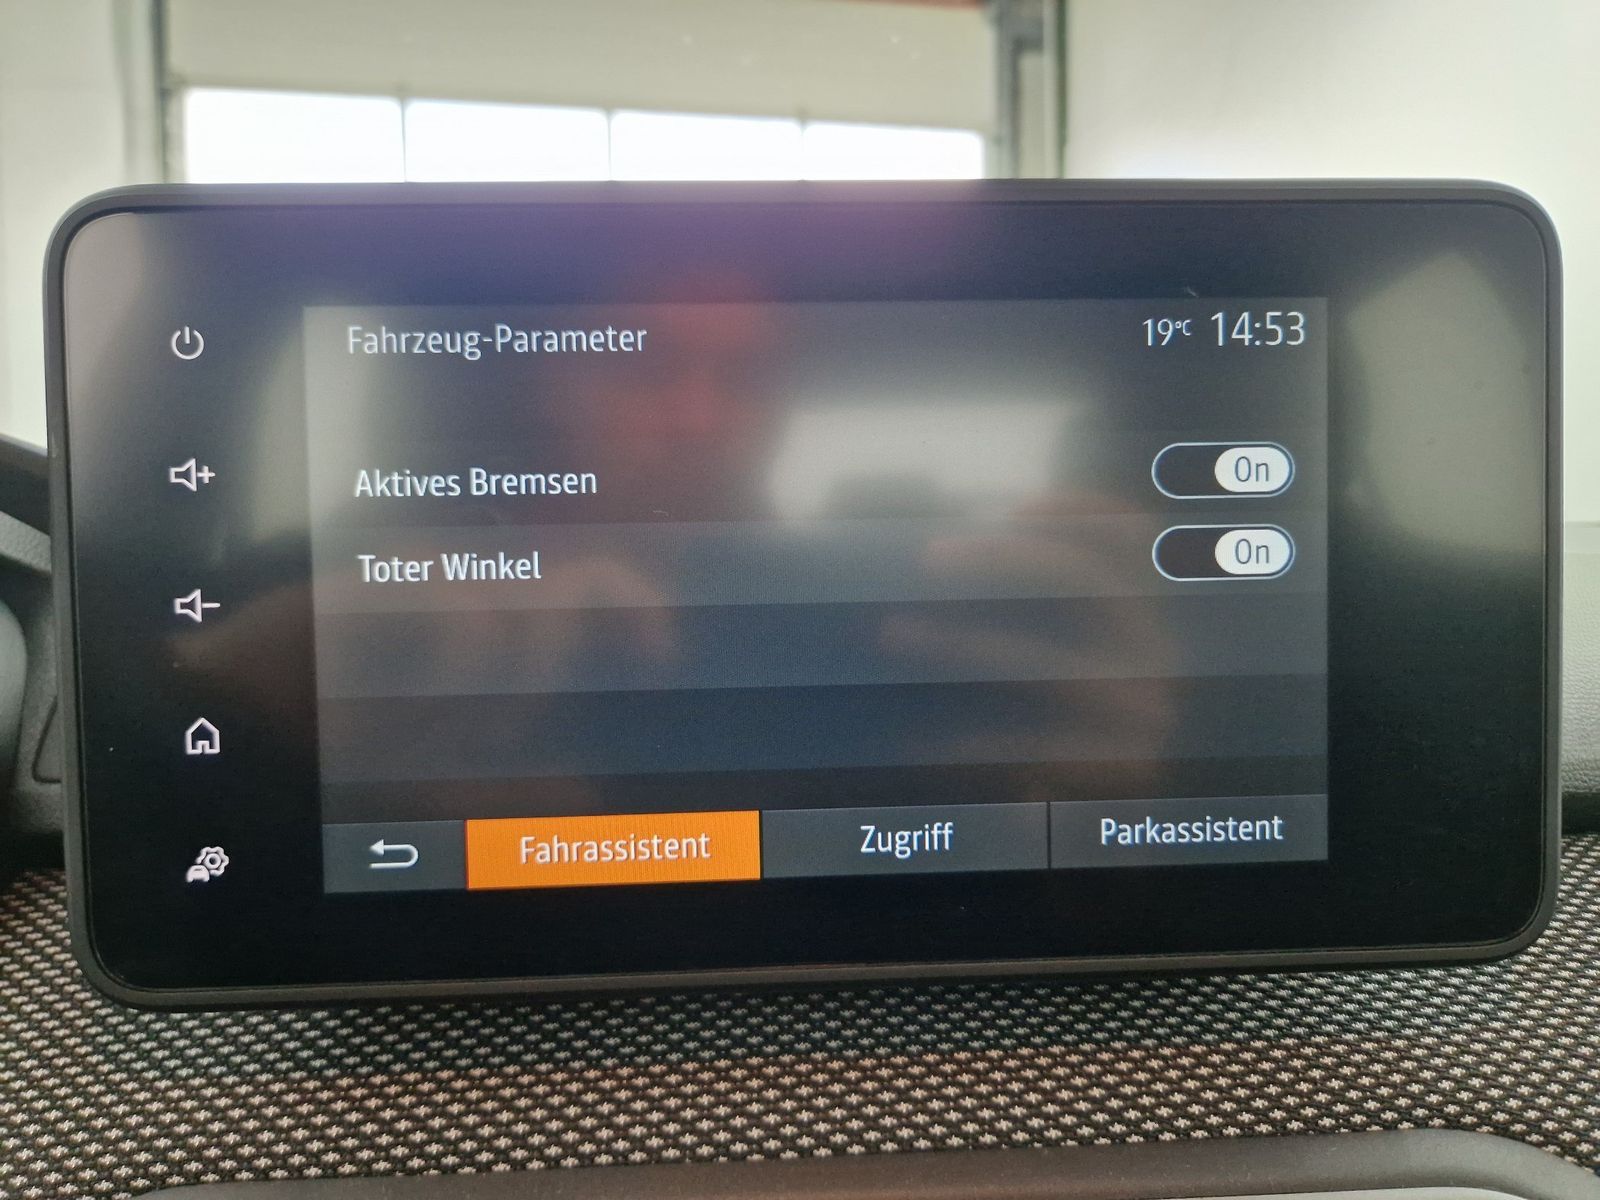 Fahrzeug-Parameter
19°C 14:53
Aktives Bremsen
On
Toter Winkel
On
Fahrassistent
Zugriff
Parkassistent